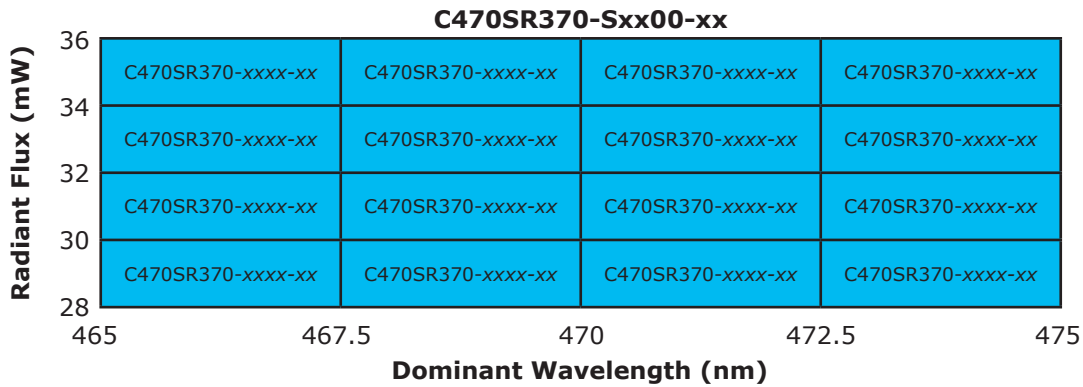 C470SR370-Sxx00-xx
Radiant Flux (mW)
36
C470SR370-xxxx-xx C470SR370-xxxx-xx C470SR370-xxxx-xx C470SR370-xxxx-xx
34
C470SR370-xxxx-xx C470SR370-xxxx-xx C470SR370-xxxx-xx C470SR370-xxxx-xx
32
C470SR370-xxxx-xx C470SR370-xxxx-xx C470SR370-xxxx-xx C470SR370-xxxx-xx
30
C470SR370-xxxx-xx C470SR370-xxxx-xx C470SR370-xxxx-xx C470SR370-xxxx-xx
28
465 467.5 470 472.5 475
Dominant Wavelength (nm)